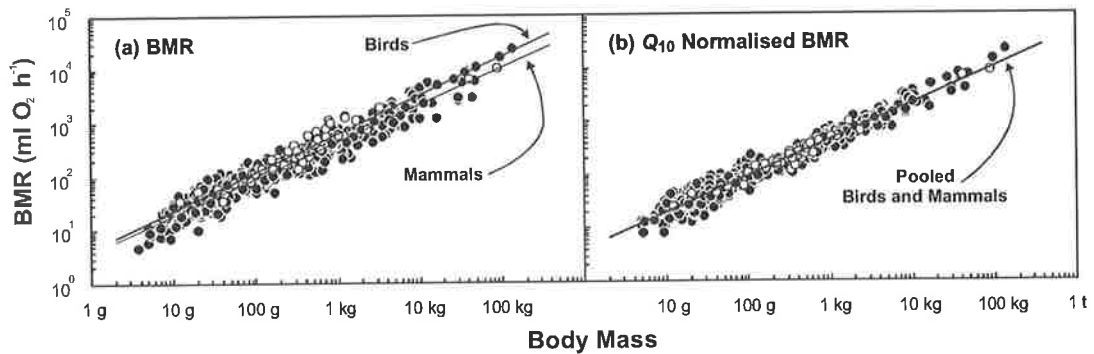 (a) BMR
Birds
Mammals
(b) Q10 Normalised BMR
Pooled
Birds and Mammals
BMR (ml O2 h-1)
10^5
10^4
10^3
10^2
10^1
10^0
1 g
10 g
100 g
1 kg
10 kg
100 kg
10 g
100 g
1 kg
10 kg
100 kg
1 t
Body Mass